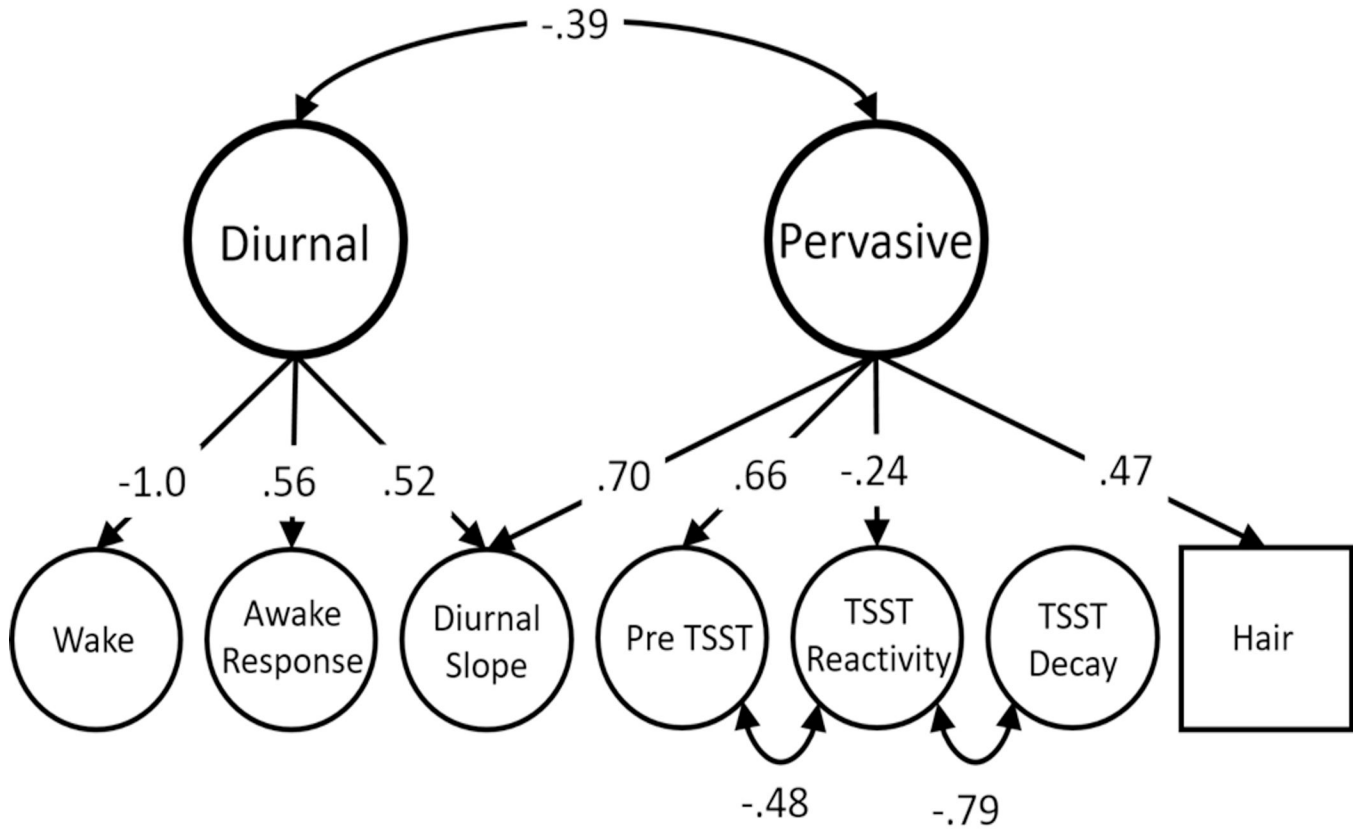 -.39
Diurnal
Pervasive
-1.0
.56
.52
.70
.66
-.24
.47
Wake
Awake
Response
Diurnal
Slope
Pre TSST
TSST
Reactivity
TSST
Decay
Hair
-.48
-.79